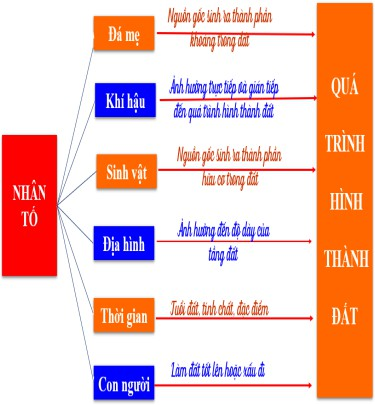 NHÂN
TỐ
Đá mẹ
Nguồn gốc sinh ra thành phần
khoáng trong đất
Khí hậu
Ảnh hưởng trực tiếp và gián tiếp
đến quá trình hình thành đất
Sinh vật
Nguồn gốc sinh ra thành phần
hữu cơ trong đất
Địa hình
Ảnh hưởng đến độ dày của
tầng đất
Thời gian
Tuổi đất, tính chất, đặc điểm
Con người
Làm đất tốt lên hoặc xấu đi
QUÁ
TRÌNH
HÌNH
THÀNH
ĐẤT